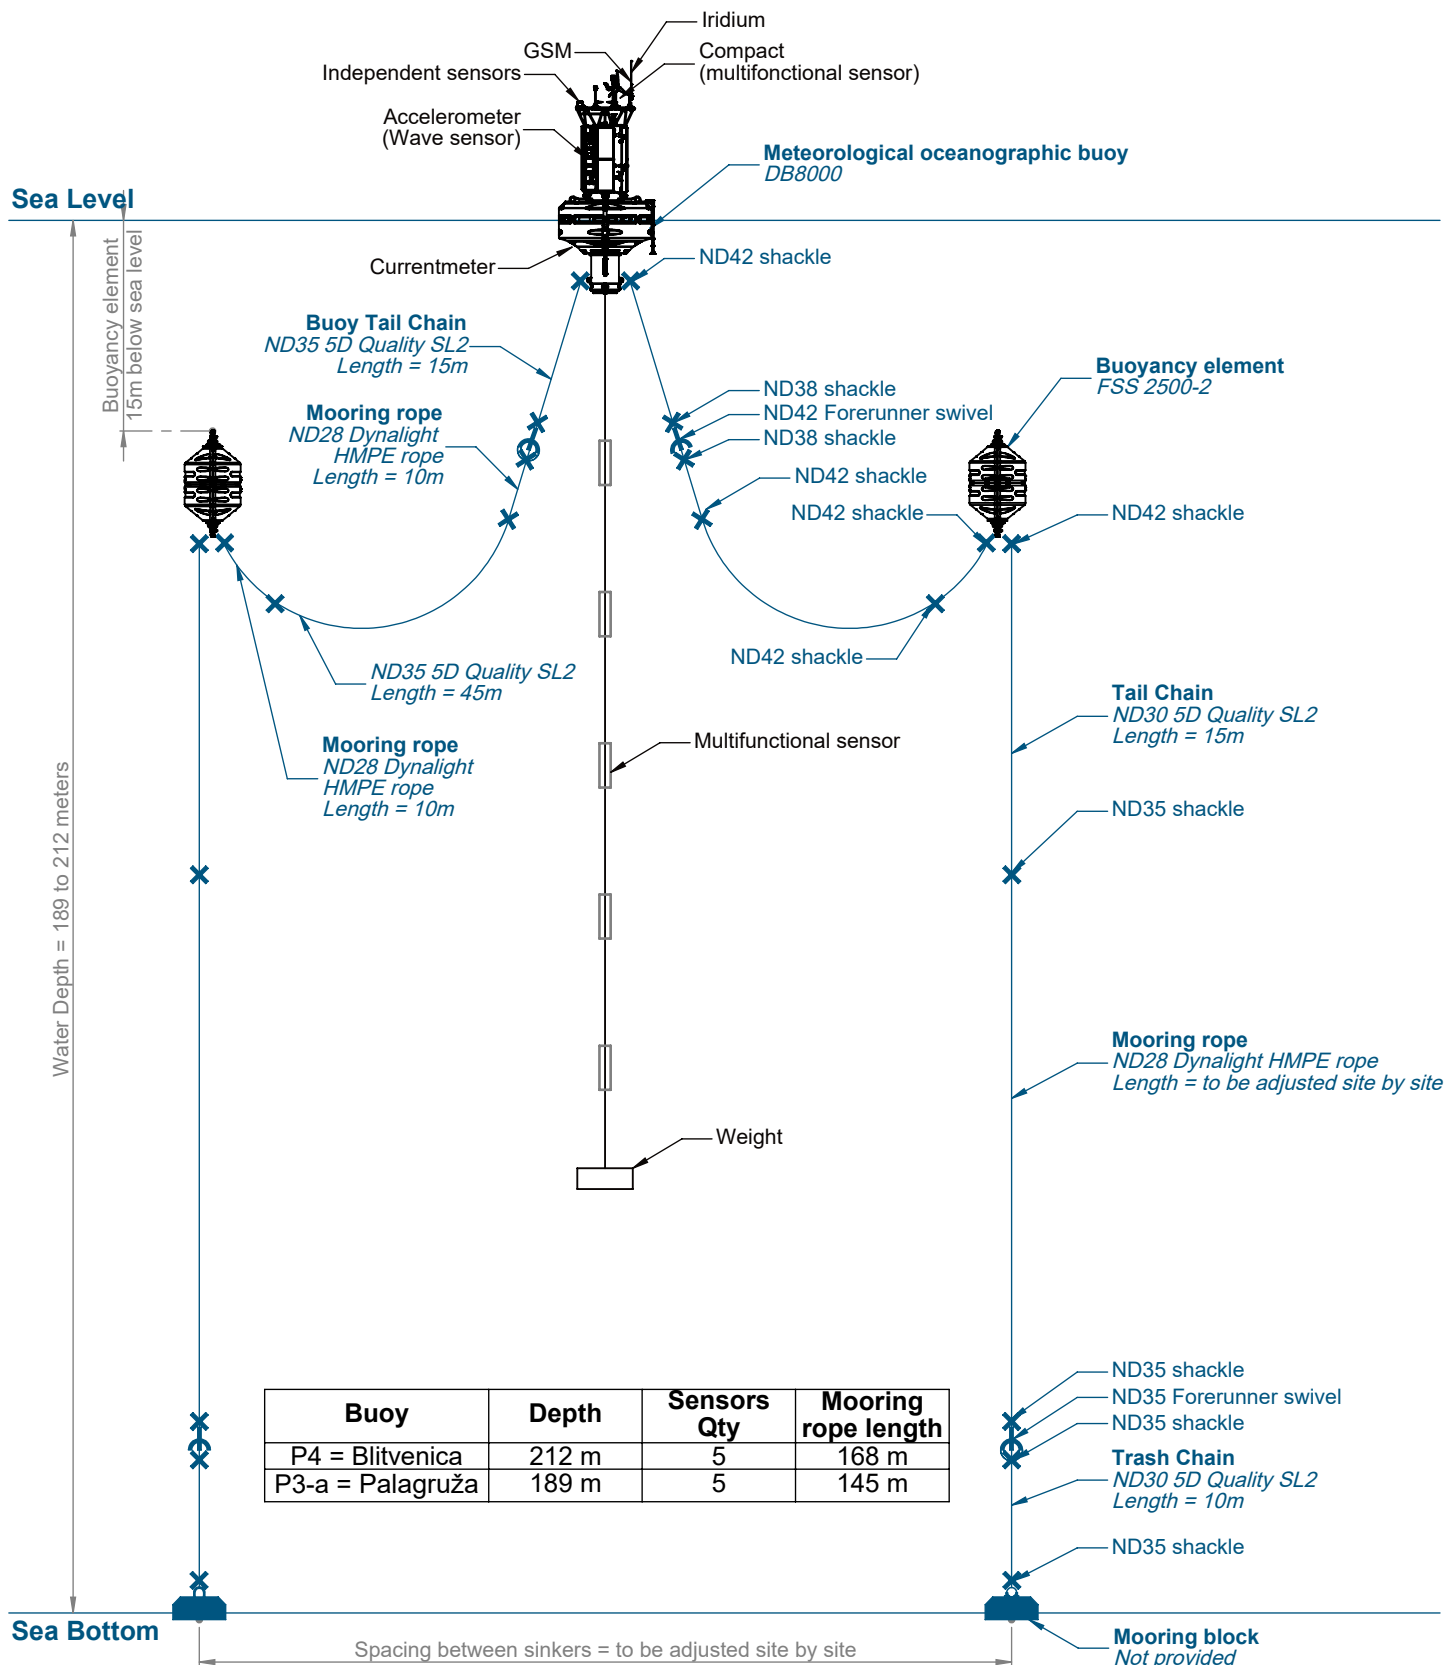 Iridium
GSM
Compact
(multifonctional sensor)
Independent sensors
Accelerometer
(Wave sensor)
Meteorological oceanographic buoy
DB8000
Sea Level
Buoyancy element
15m below sea level
Currentmeter
ND42 shackle
Buoy Tail Chain
ND35 5D Quality SL2
Length = 15m
Buoyancy element
FSS 2500-2
ND38 shackle
ND42 Forerunner swivel
ND38 shackle
Mooring rope
ND28 Dynalight
HMPE rope
Length = 10m
ND42 shackle
ND42 shackle
ND42 shackle
ND42 shackle
ND35 5D Quality SL2
Length = 45m
Tail Chain
ND30 5D Quality SL2
Length = 15m
Mooring rope
ND28 Dynalight
HMPE rope
Length = 10m
Multifunctional sensor
ND35 shackle
Water Depth = 189 to 212 meters
Mooring rope
ND28 Dynalight HMPE rope
Length = to be adjusted site by site
Weight
ND35 shackle
ND35 Forerunner swivel
ND35 shackle
Buoy Depth Sensors Qty Mooring rope length
P4 = Blitvenica 212 m 5 168 m
P3-a = Palagruža 189 m 5 145 m
Trash Chain
ND30 5D Quality SL2
Length = 10m
ND35 shackle
Sea Bottom
Mooring block
Not provided
Spacing between sinkers = to be adjusted site by site